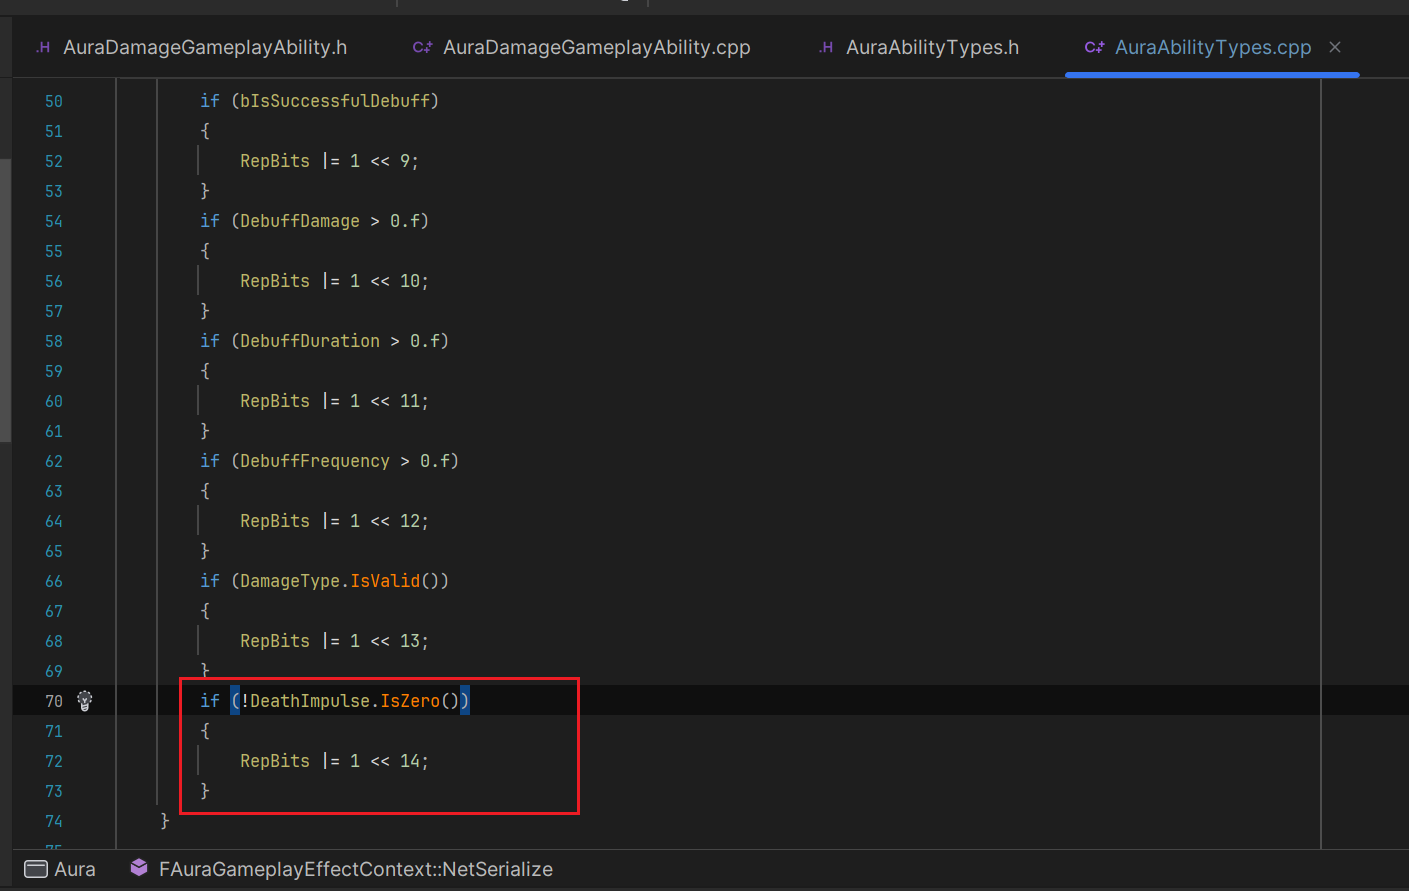 AuraDamageGameplayAbility.h AuraDamageGameplayAbility.cpp AuraAbilityTypes.h AuraAbilityTypes.cpp
50 if (bIsSuccessfulDebuff)
51 {
52 RepBits |= 1 << 9;
53 }
54 if (DebuffDamage > 0.f)
55 {
56 RepBits |= 1 << 10;
57 }
58 if (DebuffDuration > 0.f)
59 {
60 RepBits |= 1 << 11;
61 }
62 if (DebuffFrequency > 0.f)
63 {
64 RepBits |= 1 << 12;
65 }
66 if (DamageType.IsValid())
67 {
68 RepBits |= 1 << 13;
69 }
70 if (!DeathImpulse.IsZero())
71 {
72 RepBits |= 1 << 14;
73 }
74 }
Aura FAuraGameplayEffectContext::NetSerialize